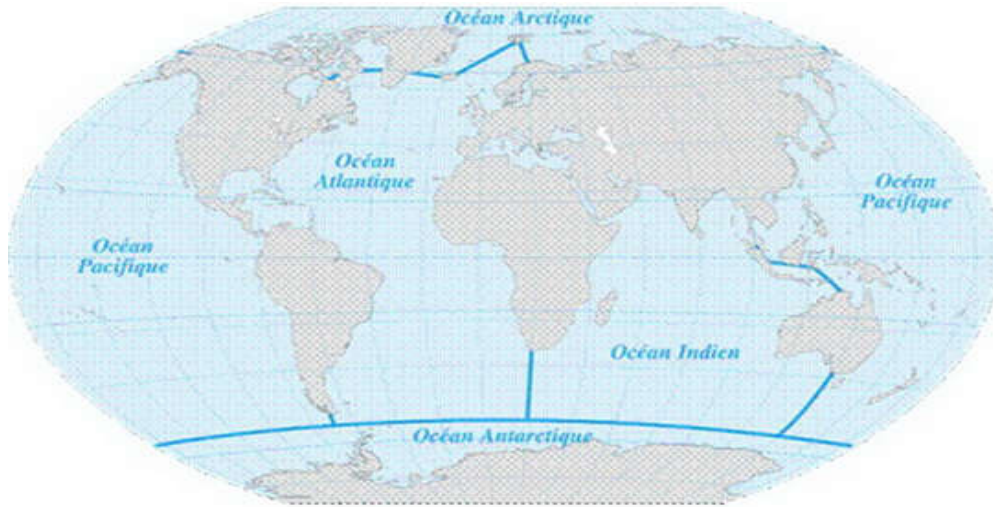 Océan Arctique
Océan
Atlantique
Océan
Pacifique
Océan
Pacifique
Océan Indien
Océan Antarctique